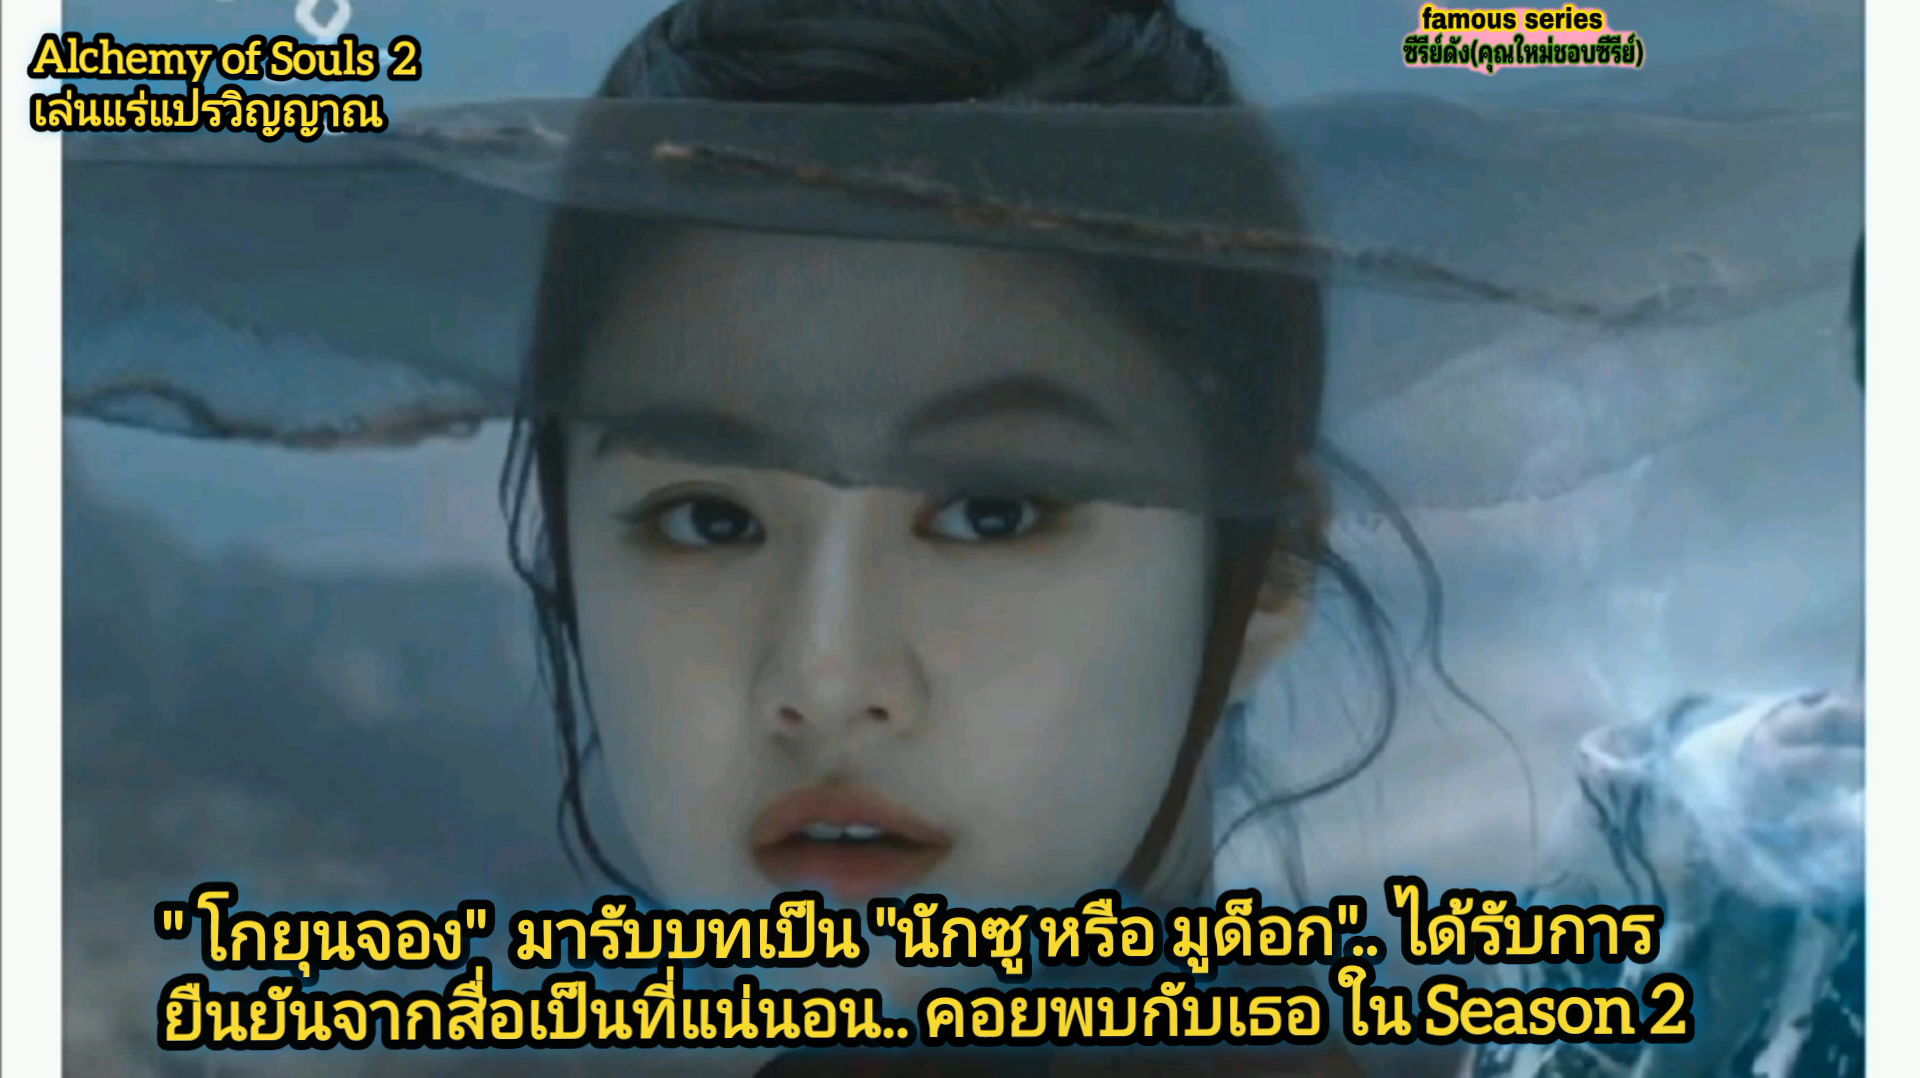 Alchemy of Souls 2
เล่นแร่แปรวิญญาณ
famous series
ซีรีย์ดัง(คุณใหม่ชอบซีรีย์)
" โกยุนจอง" มารับบทเป็น "นักซู หรือ มูด็อก".. ได้รับการ
ยืนยันจากสื่อเป็นที่แน่นอน.. คอยพบกับเธอ ใน Season 2